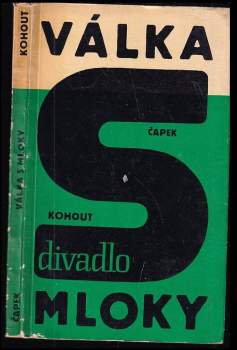 VÁLKA
S
ČAPEK
KOHOUT
divadlo
MLOKY
KOHOUT
VÁLKA S MLOKY
ČAPEK